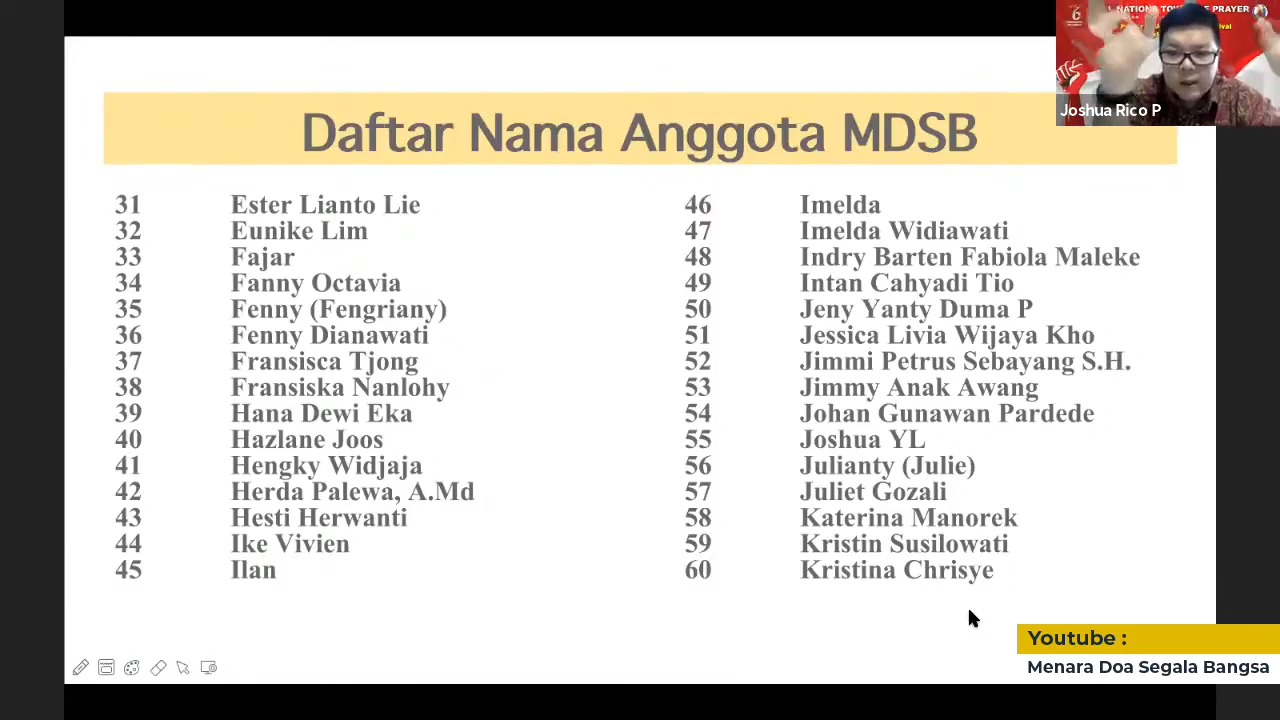 NATIONS TOWER OF PRAYER
6
Joshua Rico P
Daftar Nama Anggota MDSB
31 Ester Lianto Lie
32 Eunike Lim
33 Fajar
34 Fanny Octavia
35 Fenny (Fengriany)
36 Fenny Dianawati
37 Fransisca Tjong
38 Fransiska Nanlohy
39 Hana Dewi Eka
40 Hazlane Joos
41 Hengky Widjaja
42 Herda Palewa, A.Md
43 Hesti Herwanti
44 Ike Vivien
45 Ilan
46 Imelda
47 Imelda Widiawati
48 Indry Barten Fabiola Maleke
49 Intan Cahyadi Tio
50 Jeny Yanty Duma P
51 Jessica Livia Wijaya Kho
52 Jimmi Petrus Sebayang S.H.
53 Jimmy Anak Awang
54 Johan Gunawan Pardede
55 Joshua YL
56 Julianty (Julie)
57 Juliet Gozali
58 Katerina Manorek
59 Kristin Susilowati
60 Kristina Chrisye
Youtube :
Menara Doa Segala Bangsa